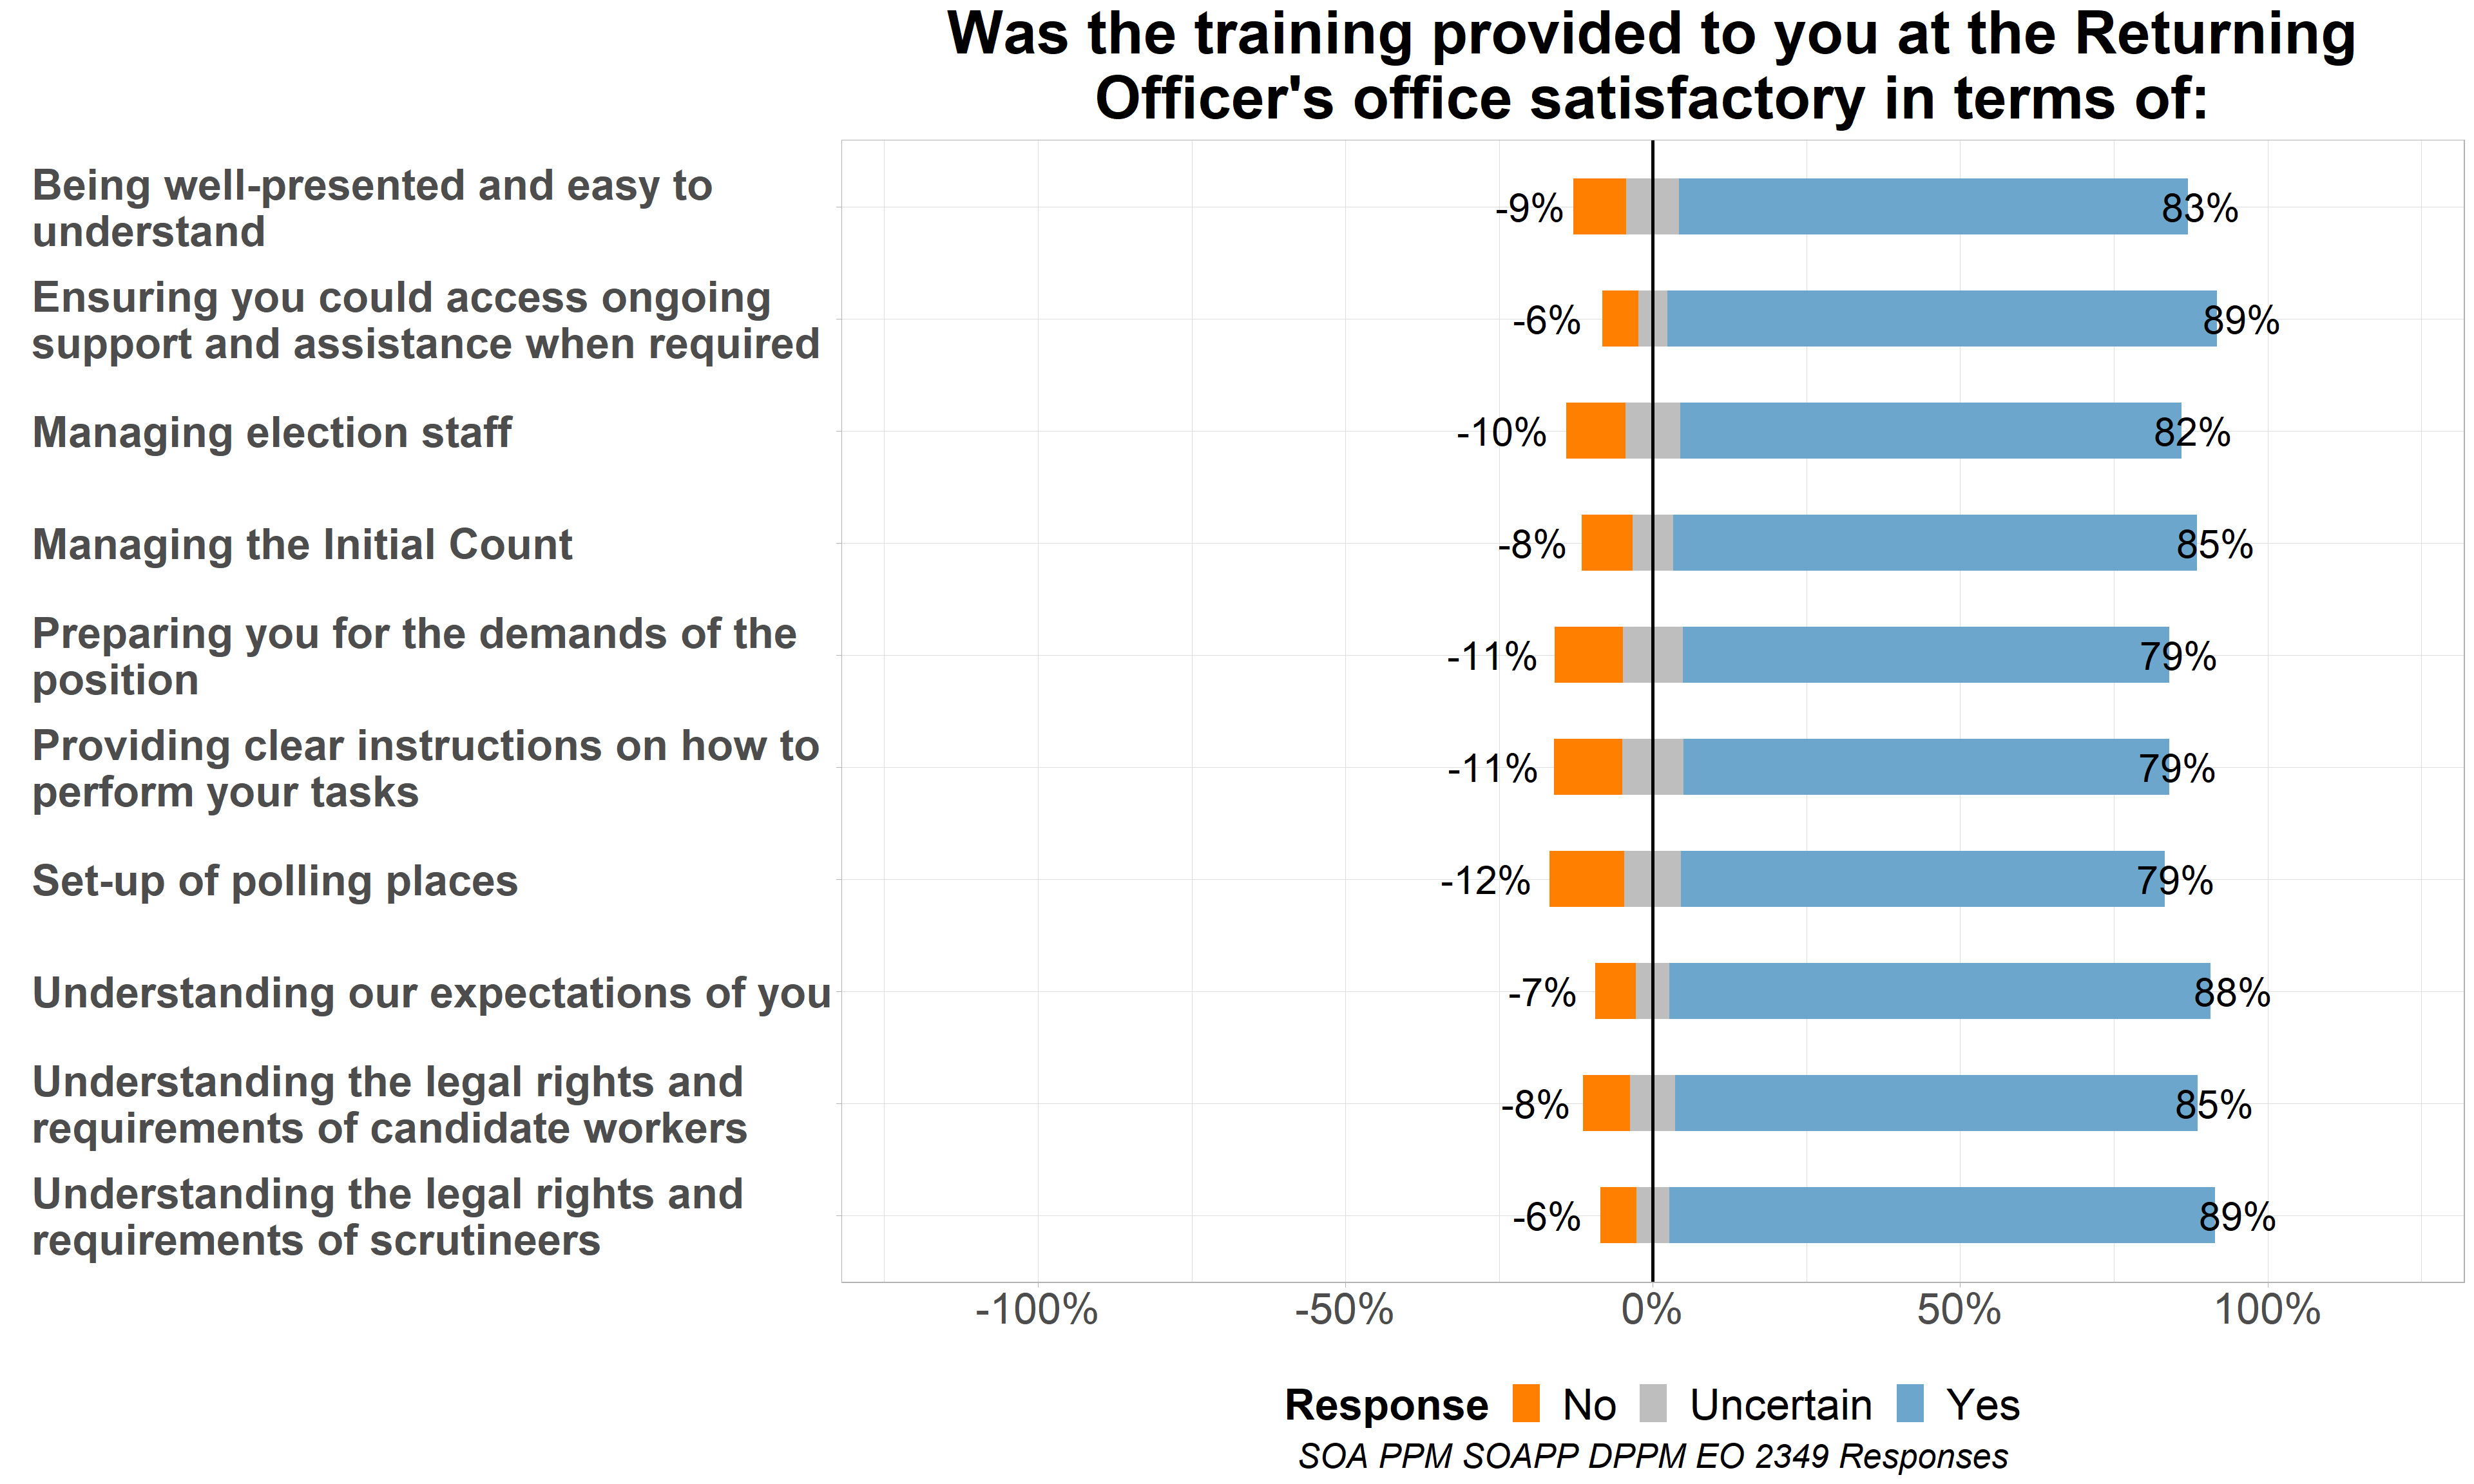 Was the training provided to you at the Returning
Officer's office satisfactory in terms of:
Being well-presented and easy to
understand
-9%
83%
Ensuring you could access ongoing
support and assistance when required
-6%
89%
Managing election staff
-10%
82%
Managing the Initial Count
-8%
85%
Preparing you for the demands of the
position
-11%
79%
Providing clear instructions on how to
perform your tasks
-11%
79%
Set-up of polling places
-12%
79%
Understanding our expectations of you
-7%
88%
Understanding the legal rights and
requirements of candidate workers
-8%
85%
Understanding the legal rights and
requirements of scrutineers
-6%
89%
-100% -50% 0% 50% 100%
Response No Uncertain Yes
SOA PPM SOAPP DPPM EO 2349 Responses